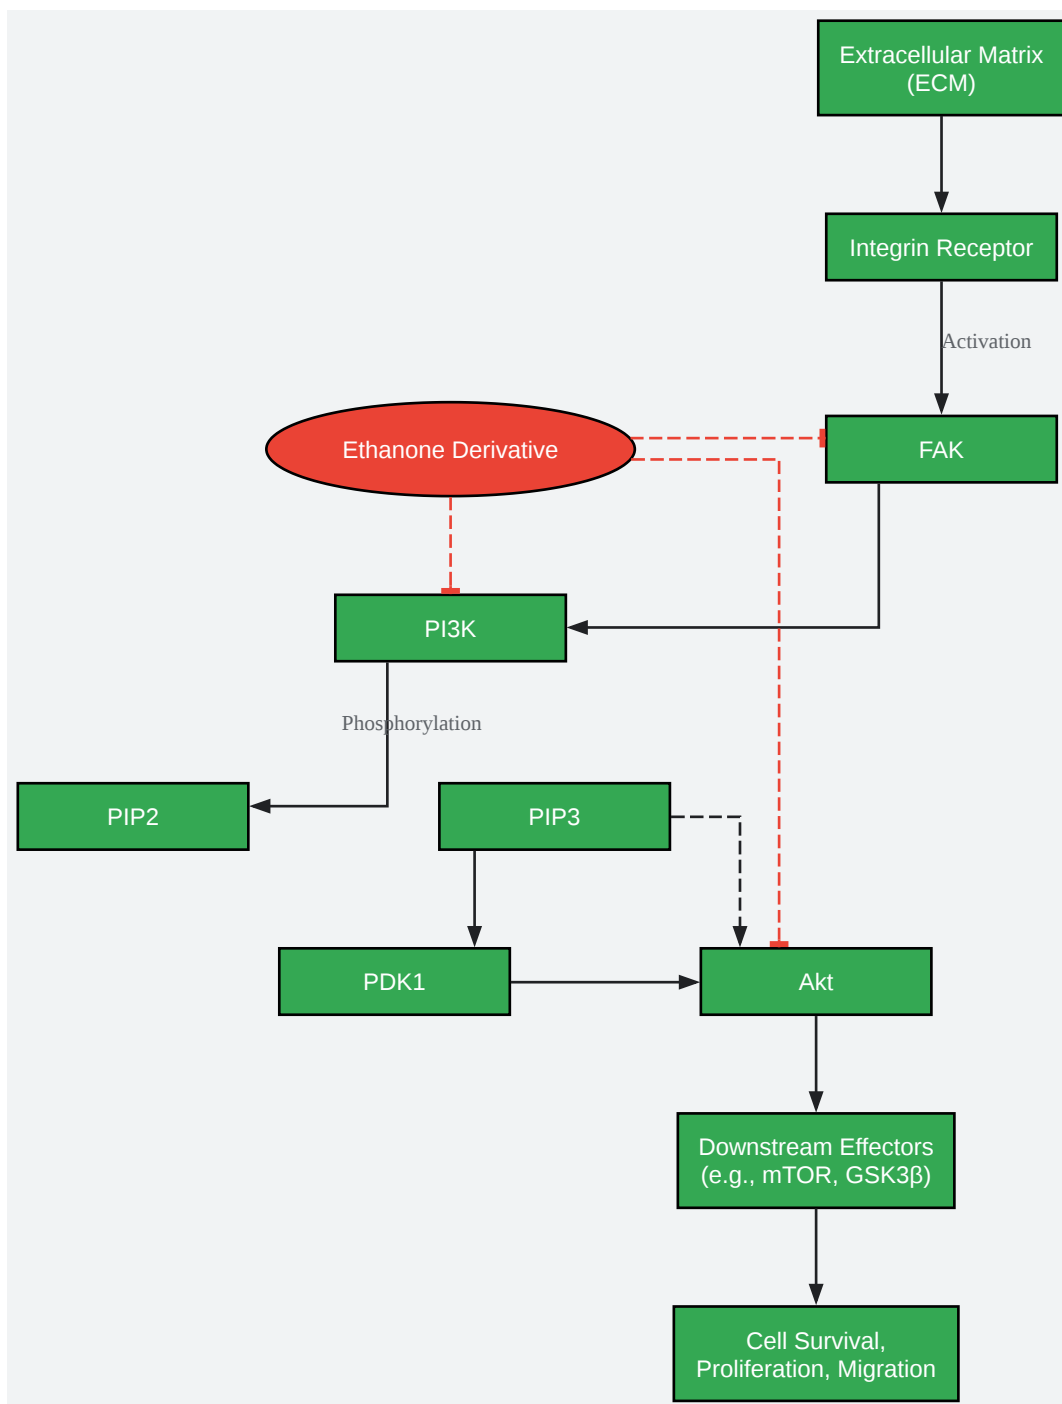 Extracellular Matrix
(ECM)
Integrin Receptor
Activation
Ethanone Derivative
FAK
PI3K
Phosphorylation
PIP2
PIP3
PDK1
Akt
Downstream Effectors
(e.g., mTOR, GSK3β)
Cell Survival,
Proliferation, Migration